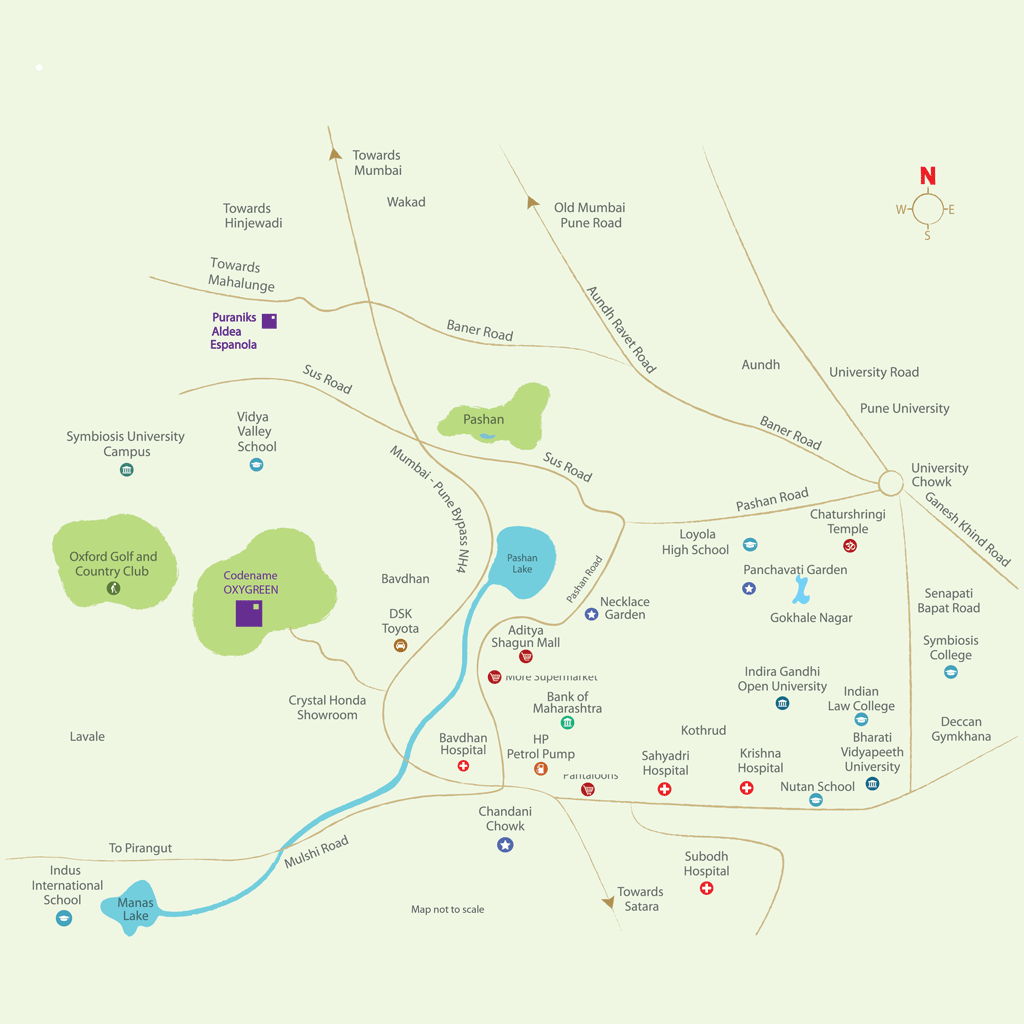 Towards
Mumbai
N
W
E
S
Wakad
Towards
Hinjewadi
Old Mumbai
Pune Road
Towards
Mahalunge
Puraniks
Aldea
Espanola
Baner Road
Aundh Ravet Road
Sus Road
Aundh
University Road
Pune University
Pashan
Baner Road
Vidya
Valley
School
Symbiosis University
Campus
Mumbai - Pune Bypass NH4
Sus Road
University
Chowk
Ganesh Khind Road
Pashan Road
Chaturshringi
Temple
Loyola
High School
Oxford Golf and
Country Club
Codename
OXYGREEN
Pashan
Lake
Pashan Road
Panchavati Garden
Bavdhan
DSK
Toyota
Necklace
Garden
Gokhale Nagar
Senapati
Bapat Road
Aditya
Shagun Mall
More Supermarket
Symbiosis
College
Indira Gandhi
Open University
Indian
Law College
Crystal Honda
Showroom
Bank of
Maharashtra
Deccan
Gymkhana
Lavale
Bavdhan
Hospital
HP
Petrol Pump
Kothrud
Bharati
Vidyapeeth
University
Sahyadri
Hospital
Krishna
Hospital
Pantaloons
Nutan School
Chandani
Chowk
To Pirangut
Mulshi Road
Subodh
Hospital
Indus
International
School
Manas
Lake
Towards
Satara
Map not to scale